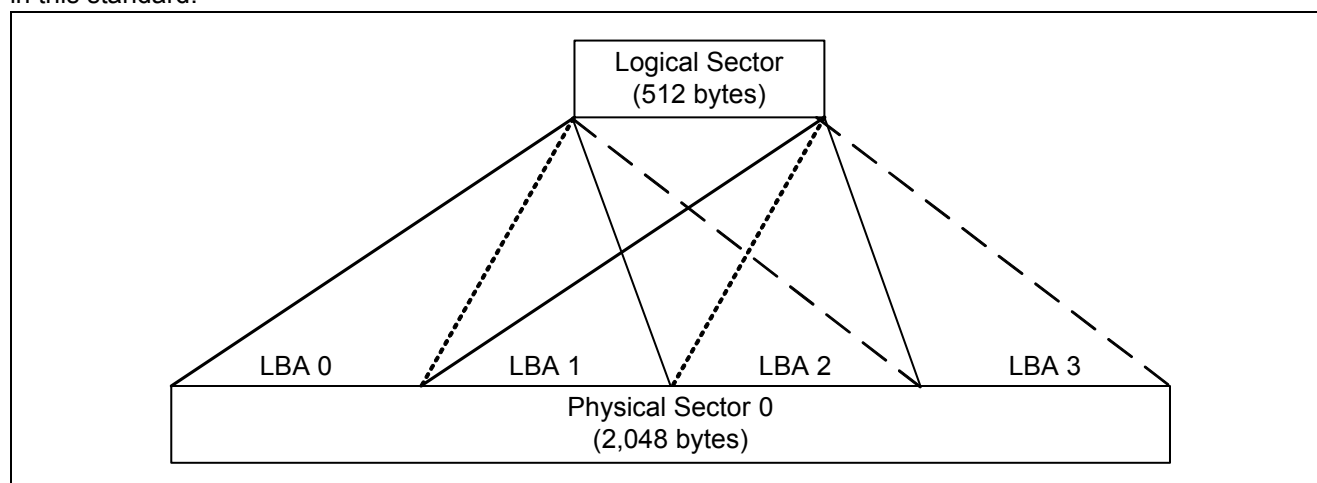 in this standard.
Logical Sector
(512 bytes)
LBA 0 LBA 1 LBA 2 LBA 3
Physical Sector 0
(2,048 bytes)